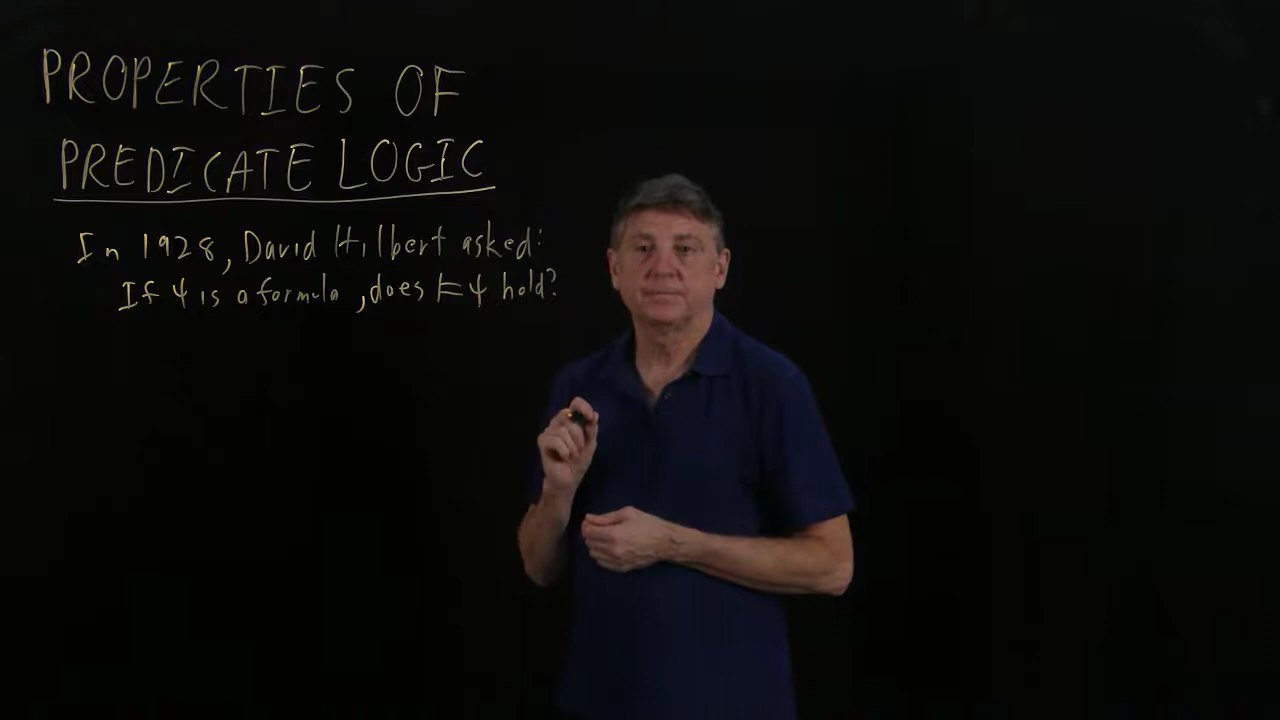 PROPERTIES OF
PREDICATE LOGIC
In 1928, David Hilbert asked:
If ψ is a formula, does ⊨ψ hold?